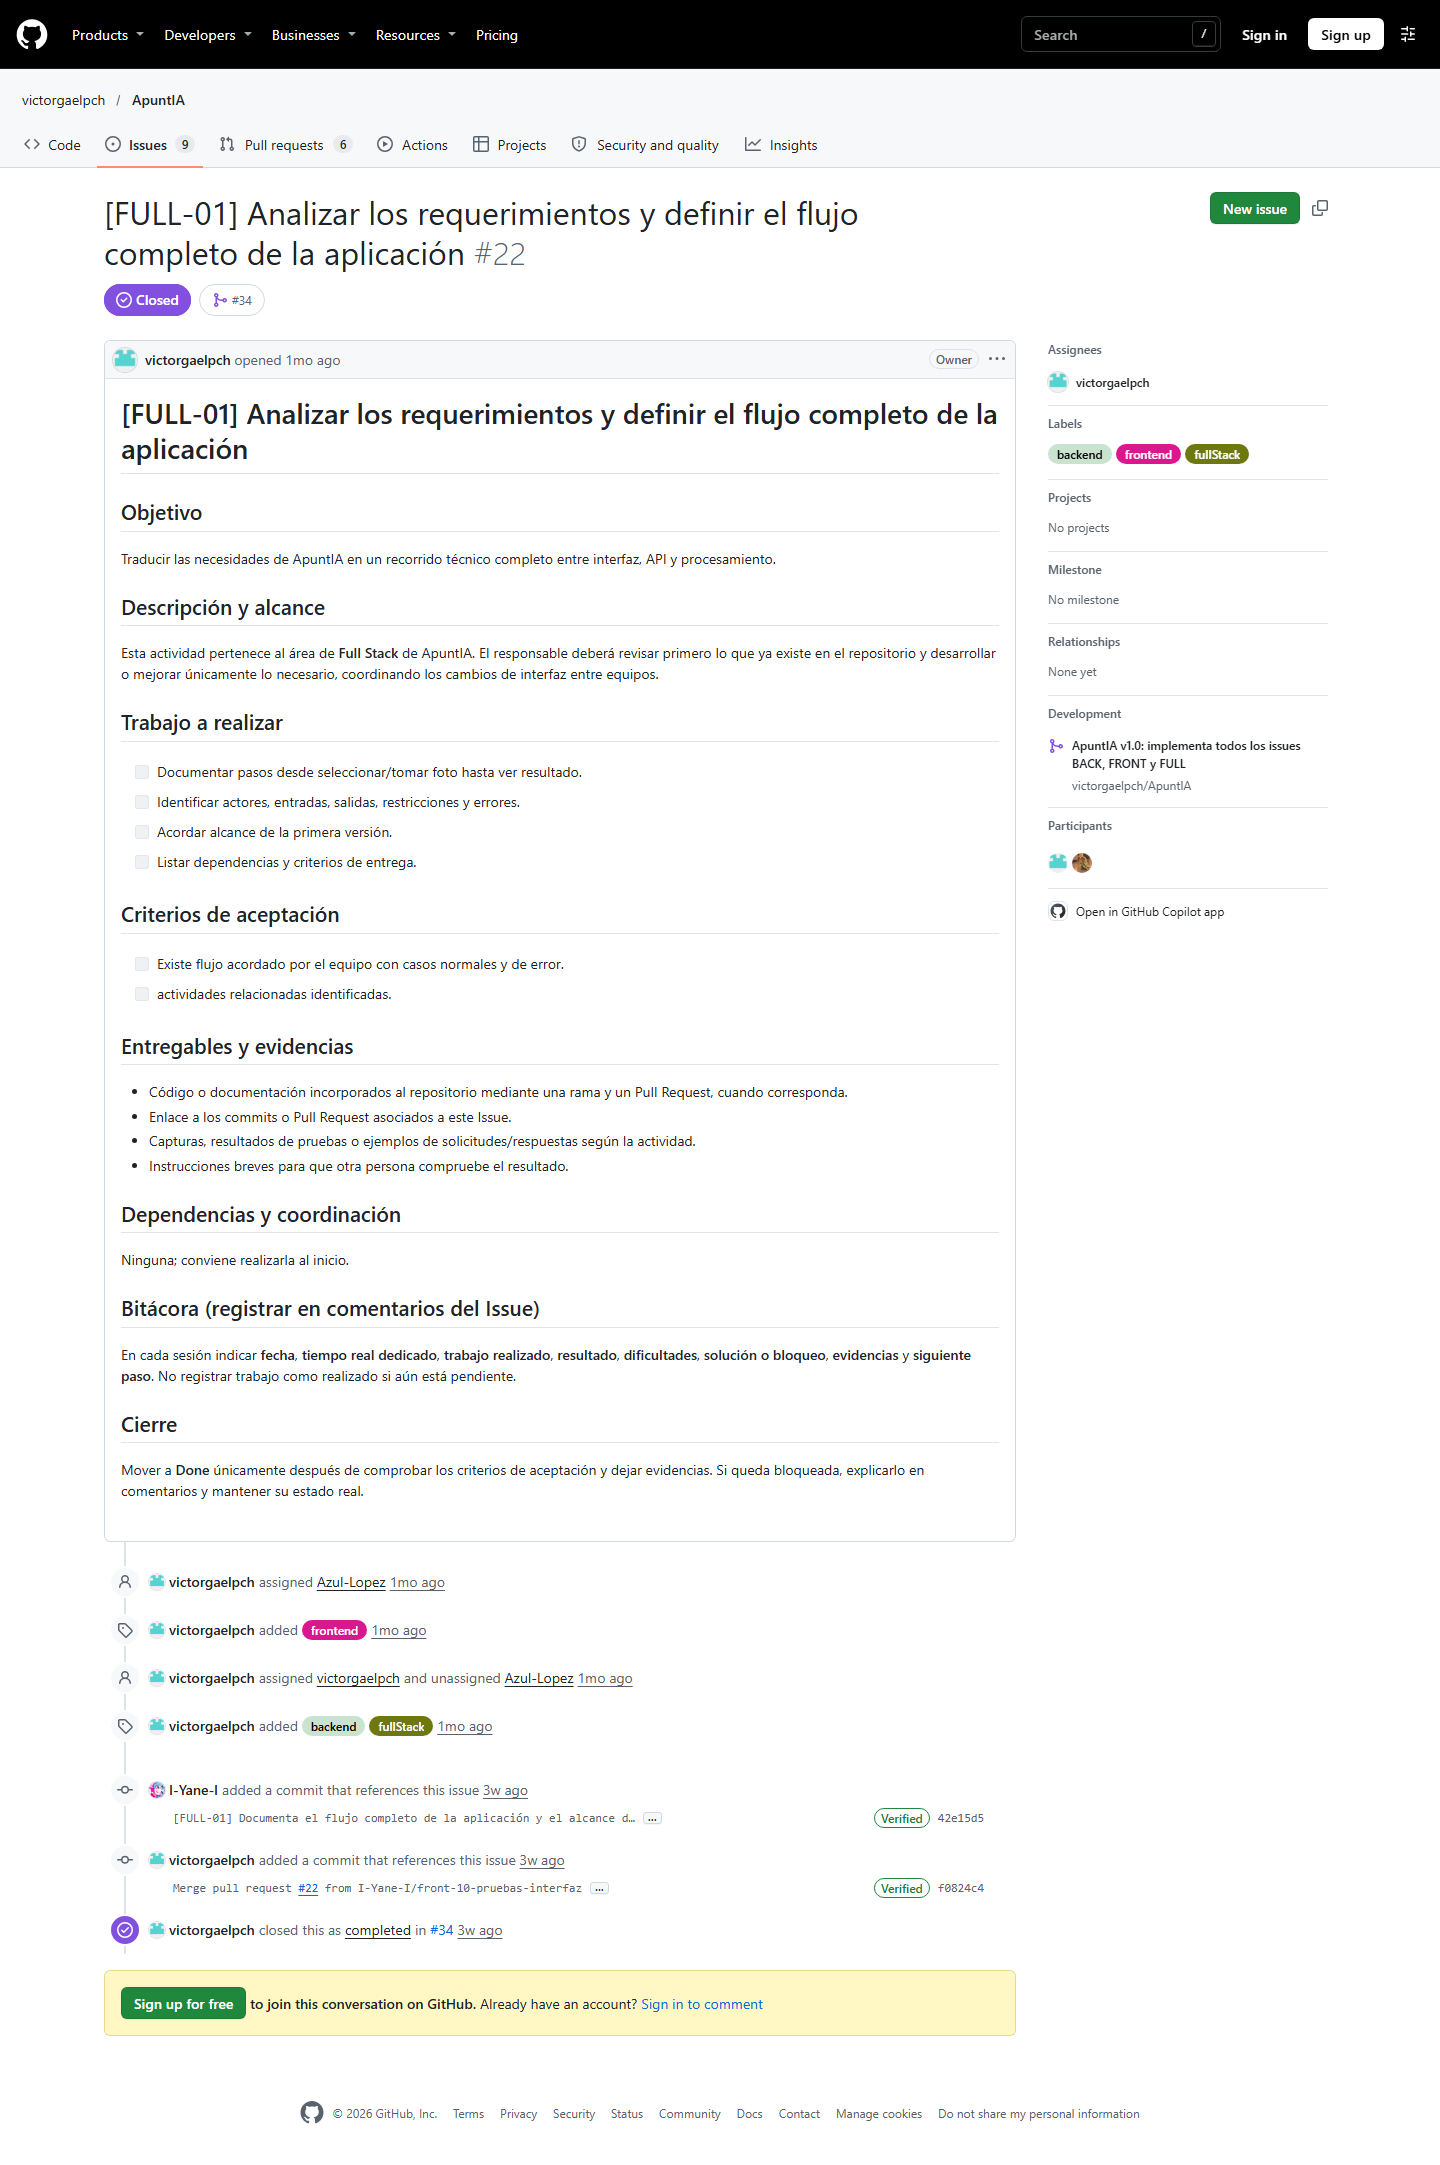 Products Developers Businesses Resources Pricing Search / Sign in Sign up
victorgaelpch / ApuntIA
Code Issues 9 Pull requests 6 Actions Projects Security and quality Insights
[FULL-01] Analizar los requerimientos y definir el flujo
completo de la aplicación #22
New issue
Closed #34
victorgaelpch opened 1mo ago Owner
[FULL-01] Analizar los requerimientos y definir el flujo completo de la
aplicación
Objetivo
Traducir las necesidades de ApuntIA en un recorrido técnico completo entre interfaz, API y procesamiento.
Descripción y alcance
Esta actividad pertenece al área de Full Stack de ApuntIA. El responsable deberá revisar primero lo que ya existe en el repositorio y desarrollar
o mejorar únicamente lo necesario, coordinando los cambios de interfaz entre equipos.
Trabajo a realizar
Documentar pasos desde seleccionar/tomar foto hasta ver resultado.
Identificar actores, entradas, salidas, restricciones y errores.
Acordar alcance de la primera versión.
Listar dependencias y criterios de entrega.
Criterios de aceptación
Existe flujo acordado por el equipo con casos normales y de error.
actividades relacionadas identificadas.
Entregables y evidencias
• Código o documentación incorporados al repositorio mediante una rama y un Pull Request, cuando corresponda.
• Enlace a los commits o Pull Request asociados a este Issue.
• Capturas, resultados de pruebas o ejemplos de solicitudes/respuestas según la actividad.
• Instrucciones breves para que otra persona compruebe el resultado.
Dependencias y coordinación
Ninguna; conviene realizarla al inicio.
Bitácora (registrar en comentarios del Issue)
En cada sesión indicar fecha, tiempo real dedicado, trabajo realizado, resultado, dificultades, solución o bloqueo, evidencias y siguiente
paso. No registrar trabajo como realizado si aún está pendiente.
Cierre
Mover a Done únicamente después de comprobar los criterios de aceptación y dejar evidencias. Si queda bloqueada, explicarlo en
comentarios y mantener su estado real.
Assignees
victorgaelpch
Labels
backend frontend fullStack
Projects
No projects
Milestone
No milestone
Relationships
None yet
Development
ApuntIA v1.0: implementa todos los issues
BACK, FRONT y FULL
victorgaelpch/ApuntIA
Participants
Open in GitHub Copilot app
victorgaelpch assigned Azul-Lopez 1mo ago
victorgaelpch added frontend 1mo ago
victorgaelpch assigned victorgaelpch and unassigned Azul-Lopez 1mo ago
victorgaelpch added backend fullStack 1mo ago
I-Yane-I added a commit that references this issue 3w ago
[FULL-01] Documenta el flujo completo de la aplicación y el alcance d… … Verified 42e15d5
victorgaelpch added a commit that references this issue 3w ago
Merge pull request #22 from I-Yane-I/front-10-pruebas-interfaz … Verified f0824c4
victorgaelpch closed this as completed in #34 3w ago
Sign up for free to join this conversation on GitHub. Already have an account? Sign in to comment
© 2026 GitHub, Inc. Terms Privacy Security Status Community Docs Contact Manage cookies Do not share my personal information